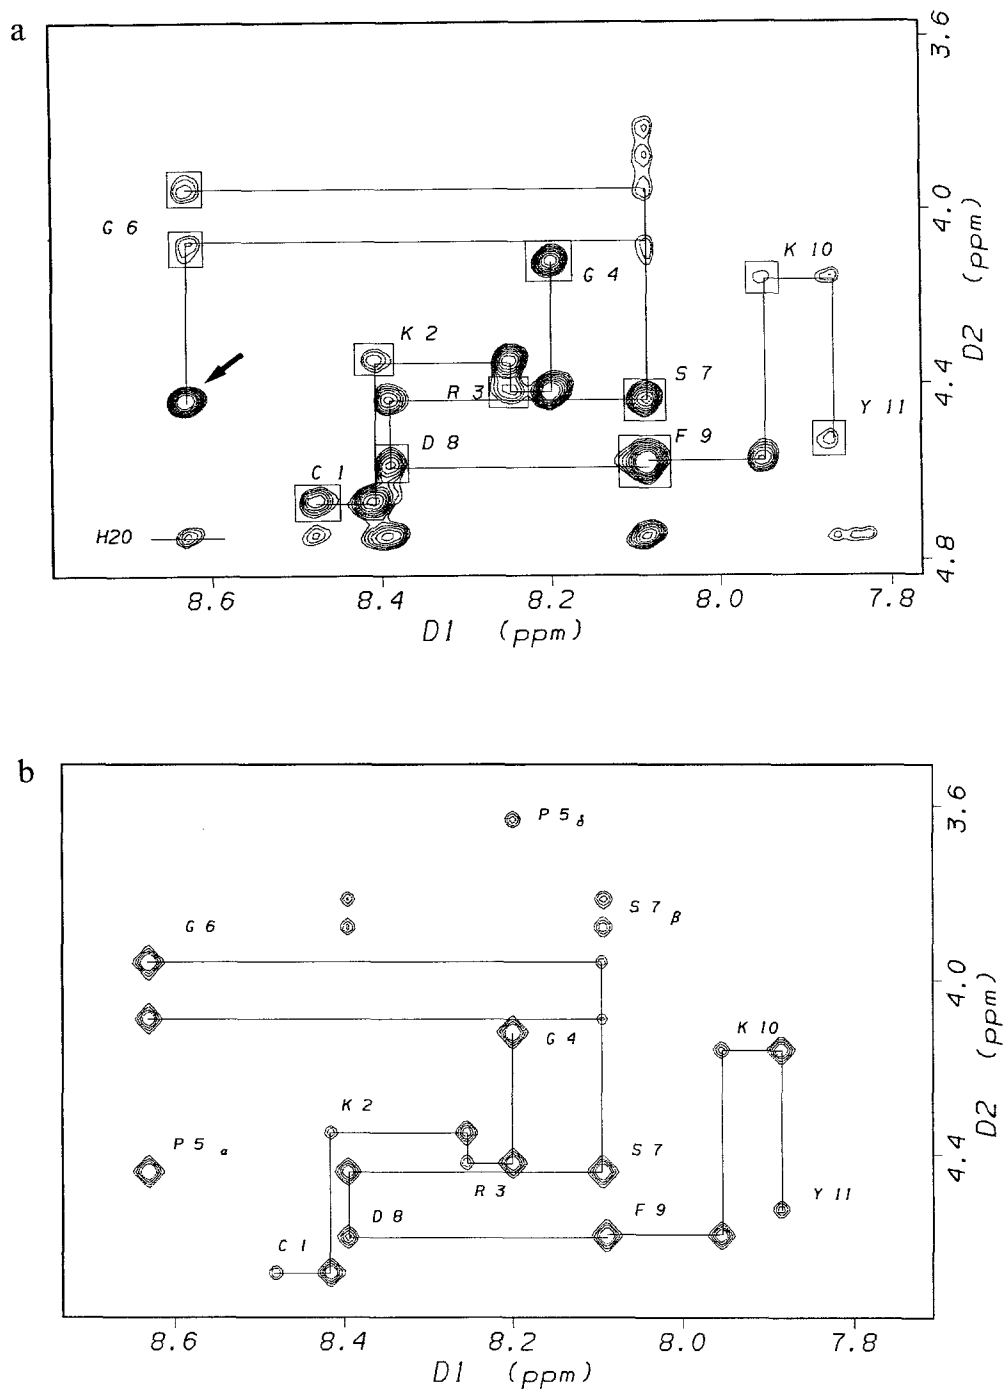 a
3.6
G 6
4.0
K 10
G 4
D2 (ppm)
K 2
S 7
4.4
R 3
Y 11
D 8
F 9
C 1
H20
4.8
8.6 8.4 8.2 8.0 7.8
D1 (ppm)
b
3.6
P 5 δ
S 7 β
G 6
4.0
K 10
G 4
D2 (ppm)
K 2
P 5 α
S 7
4.4
R 3
Y 11
D 8
F 9
C 1
8.6 8.4 8.2 8.0 7.8
D1 (ppm)